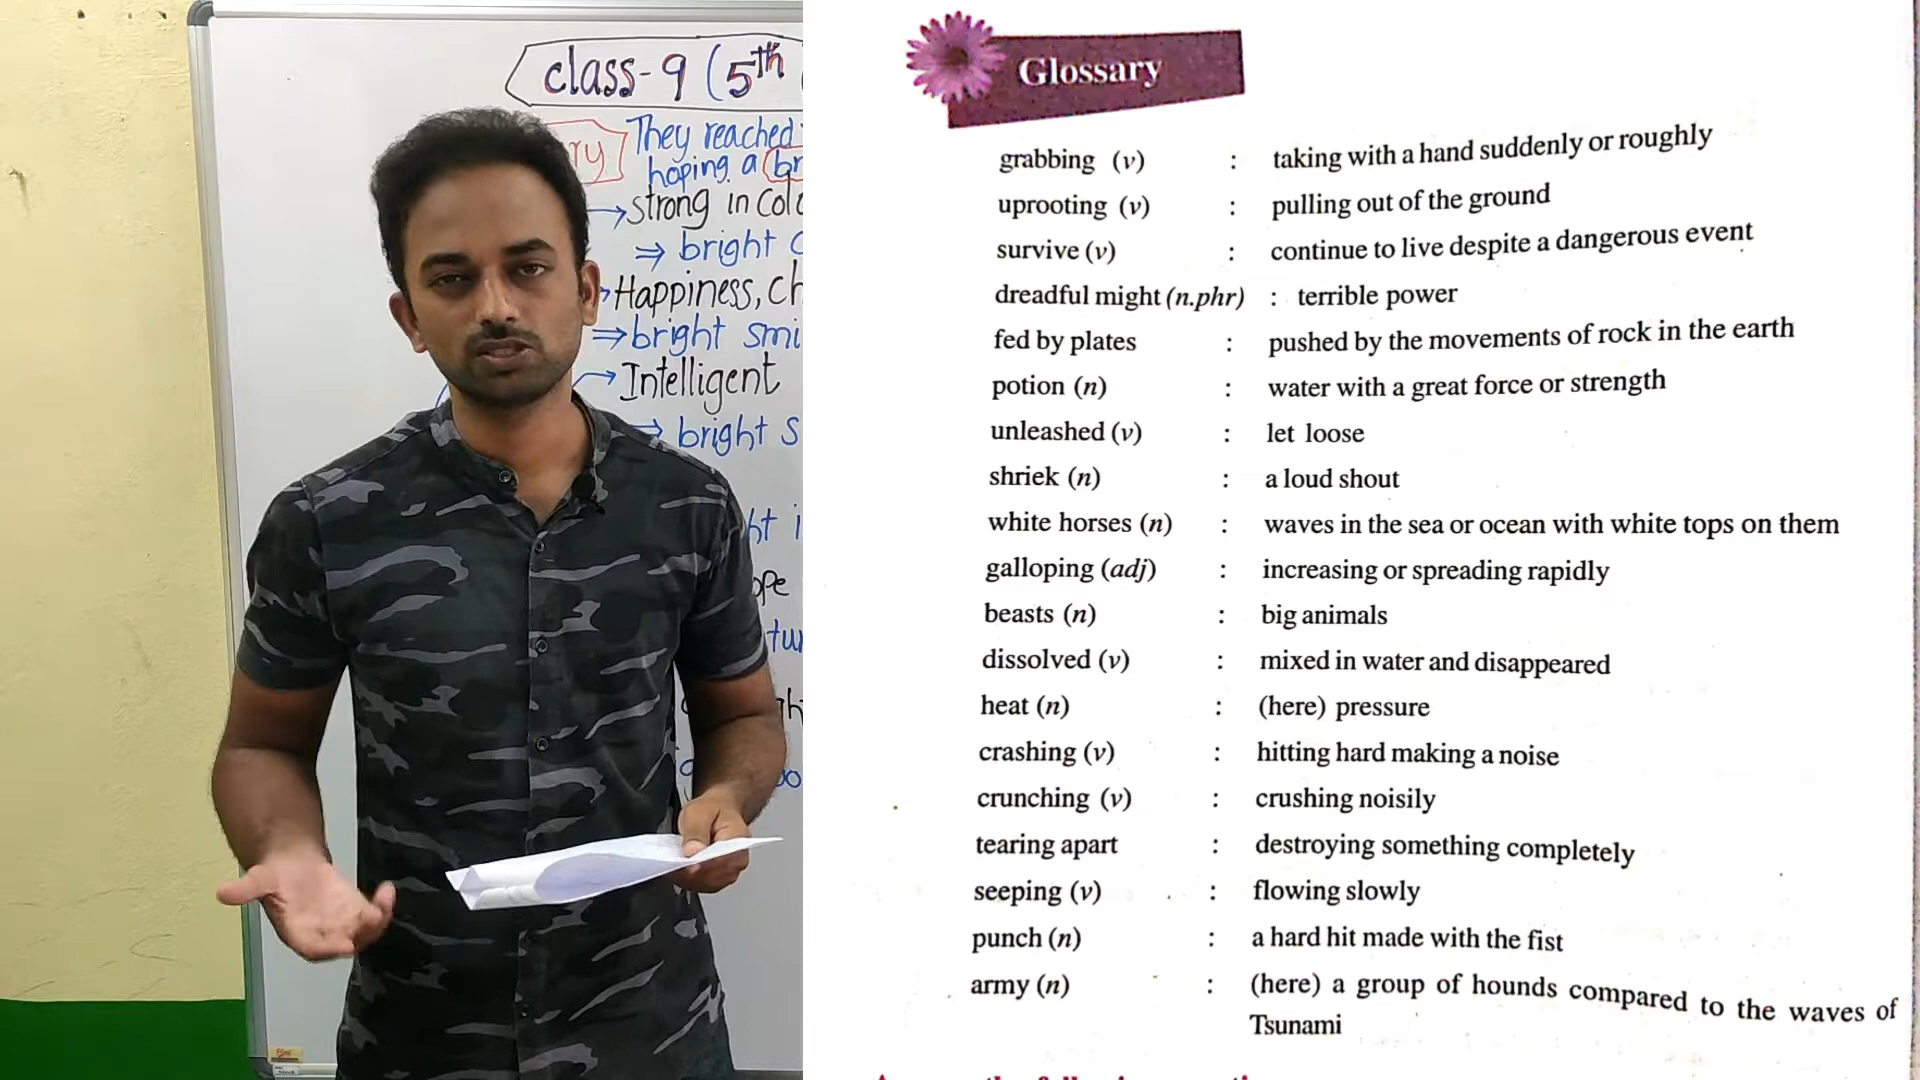 class-9 (5th
They reached
hoping a br
strong in Colo
⇒ bright
Happiness, Ch
⇒ bright smi
Intelligent
⇒ bright s
Glossary
grabbing (v) : taking with a hand suddenly or roughly
uprooting (v) : pulling out of the ground
survive (v) : continue to live despite a dangerous event
dreadful might (n.phr) : terrible power
fed by plates : pushed by the movements of rock in the earth
potion (n) : water with a great force or strength
unleashed (v) : let loose
shriek (n) : a loud shout
white horses (n) : waves in the sea or ocean with white tops on them
galloping (adj) : increasing or spreading rapidly
beasts (n) : big animals
dissolved (v) : mixed in water and disappeared
heat (n) : (here) pressure
crashing (v) : hitting hard making a noise
crunching (v) : crushing noisily
tearing apart : destroying something completely
seeping (v) : flowing slowly
punch (n) : a hard hit made with the fist
army (n) : (here) a group of hounds compared to the waves of
Tsunami